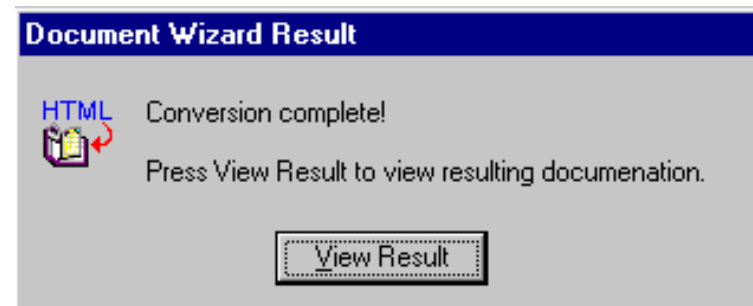 Document Wizard Result
HTML
Conversion complete!
Press View Result to view resulting documenation.
View Result